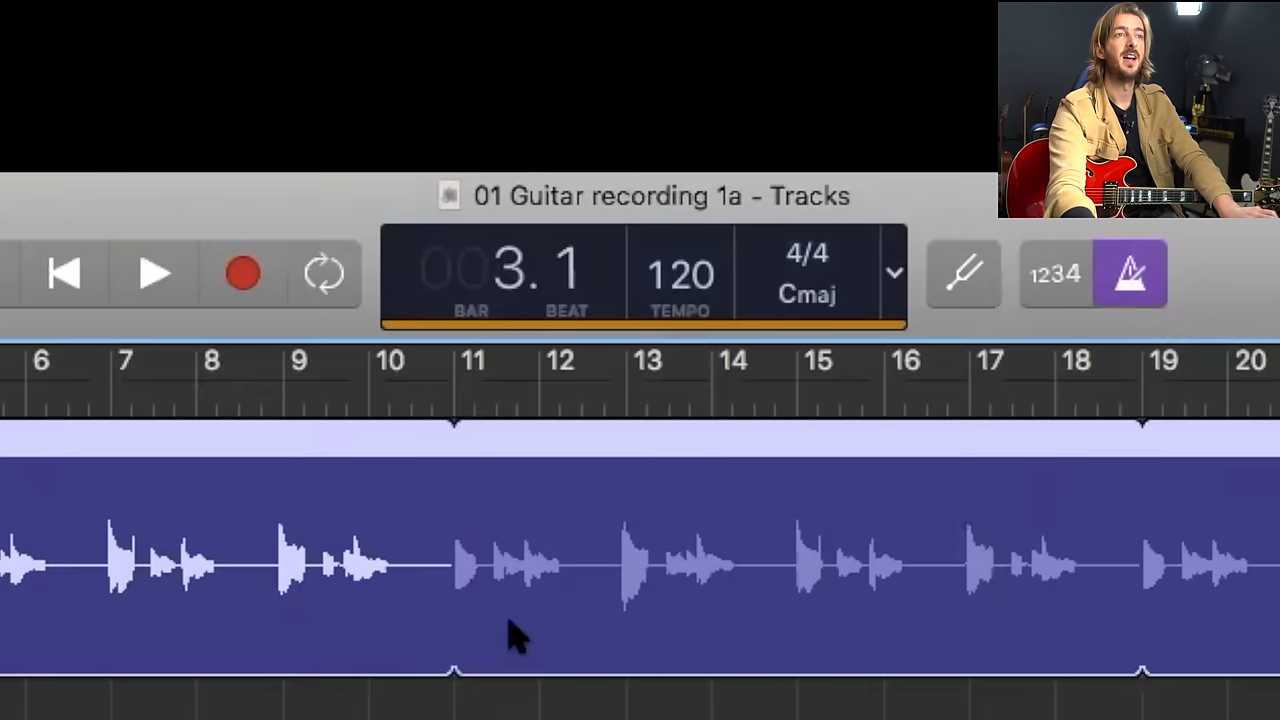 01 Guitar recording 1a - Tracks
003. 1
BAR BEAT
120
TEMPO
4/4
Cmaj
1234
6 7 8 9 10 11 12 13 14 15 16 17 18 19 20